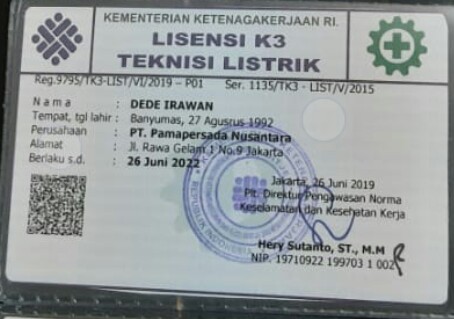 KEMENTERIAN KETENAGAKERJAAN RI.
LISENSI K3
TEKNISI LISTRIK
Reg.9795/TK3-LIST/VI/2019 – P01 Ser. 1135/TK3 - LIST/V/2015
N a m a : DEDE IRAWAN
Tempat, tgl lahir : Banyumas, 27 Agusrus 1992
Perusahaan : PT. Pamapersada Nusantara
Alamat : Jl. Rawa Gelam 1 No.9 Jakarta
Berlaku s.d. : 26 Juni 2022
Jakarta, 26 Juni 2019
Plt. Direktur Pengawasan Norma
Keselamatan dan Kesehatan Kerja
Hery Sutanto, ST., M.M
NIP. 19710922 199703 1 002